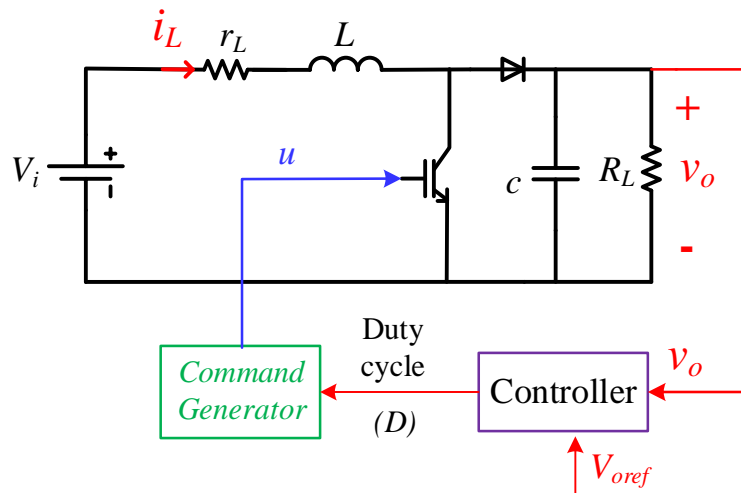 i_L
r_L
L
+
V_i
+
-
u
c
R_L
v_o
-
Command
Generator
Duty
cycle
(D)
Controller
v_o
V_oref